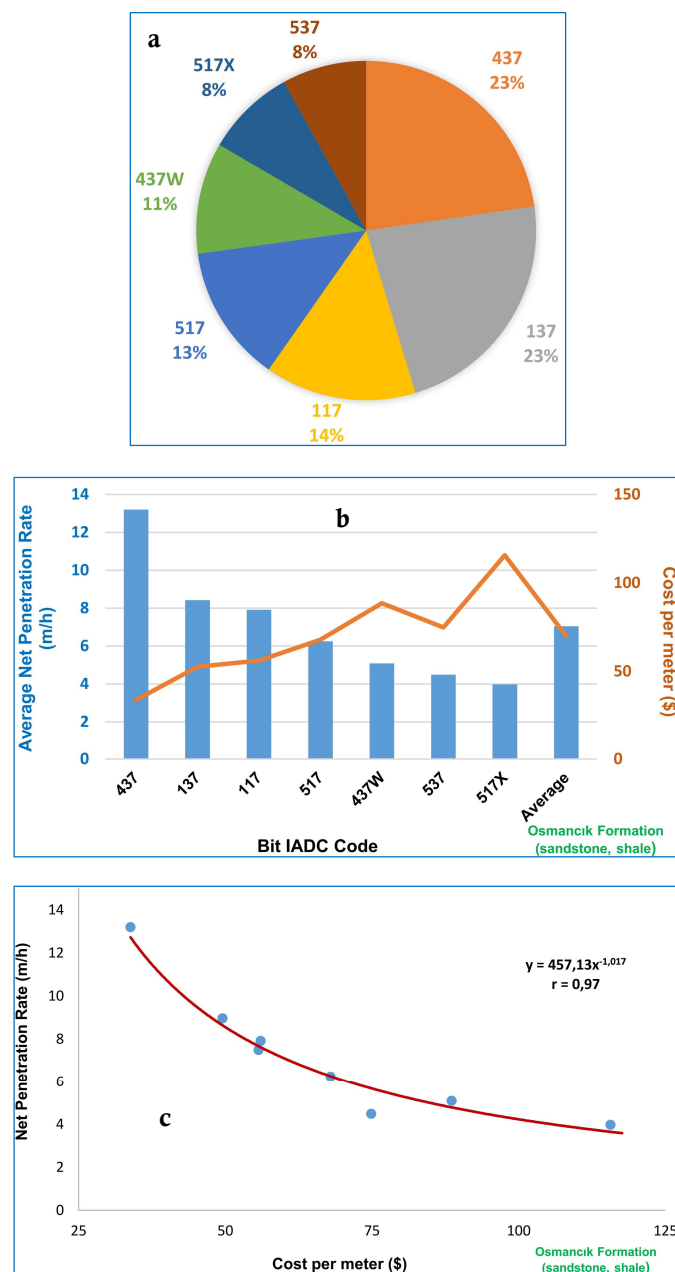 a
537
8%
437
23%
517X
8%
437W
11%
517
13%
137
23%
117
14%
b
Average Net Penetration Rate
(m/h)
14
12
10
8
6
4
2
0
150
100
50
0
Cost per meter ($)
437
137
117
517
437W
537
517X
Average
Bit IADC Code
Osmancık Formation
(sandstone, shale)
Net Penetration Rate (m/h)
14
12
10
8
6
4
2
0
y = 457,13x-1,017
r = 0,97
c
25
50
75
100
125
Cost per meter ($)
Osmancık Formation
(sandstone, shale)